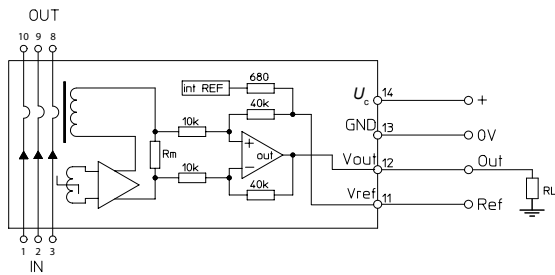 OUT
10 9 8
int REF
680
40k
10k
Rm
10k
+
out
−
40k
Uc 14 +
GND 13 0V
Vout 12 Out
RL
Vref 11 Ref
1 2 3
IN